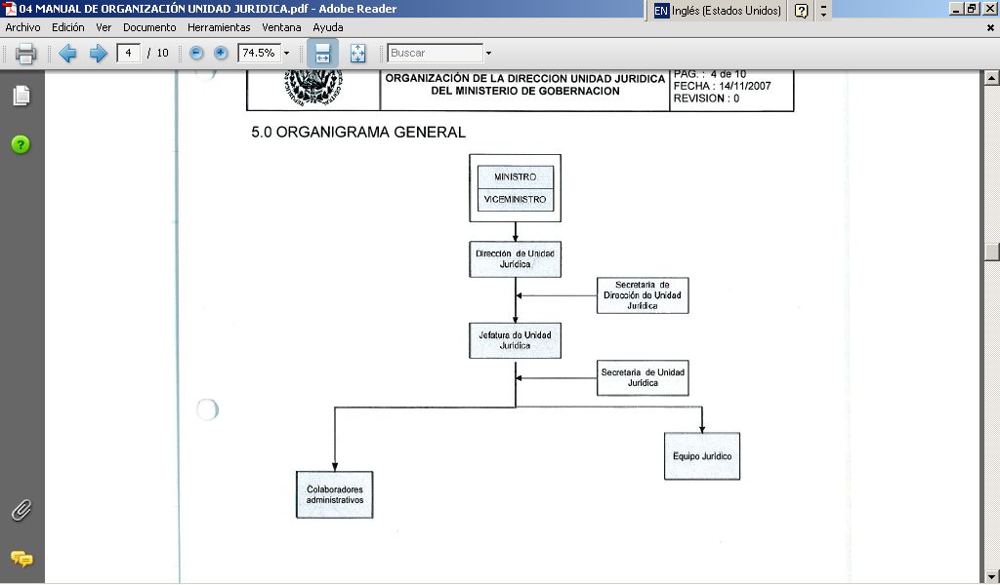 04 MANUAL DE ORGANIZACIÓN UNIDAD JURIDICA.pdf - Adobe Reader
EN Inglés (Estados Unidos)
Archivo Edición Ver Documento Herramientas Ventana Ayuda
4 / 10 74.5% Buscar
ORGANIZACIÓN DE LA DIRECCION UNIDAD JURIDICA
DEL MINISTERIO DE GOBERNACION
PAG. : 4 de 10
FECHA : 14/11/2007
REVISION : 0
5.0 ORGANIGRAMA GENERAL
MINISTRO
VICEMINISTRO
Dirección de Unidad
Jurídica
Secretaria de
Dirección de Unidad
Jurídica
Jefatura de Unidad
Jurídica
Secretaria de Unidad
Jurídica
Equipo Jurídico
Colaboradores
administrativos